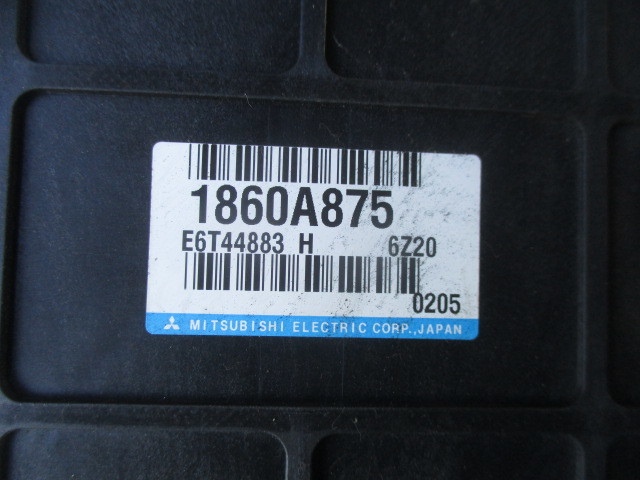 1860A875
E6T44883 H 6Z20
0205
MITSUBISHI ELECTRIC CORP.,JAPAN